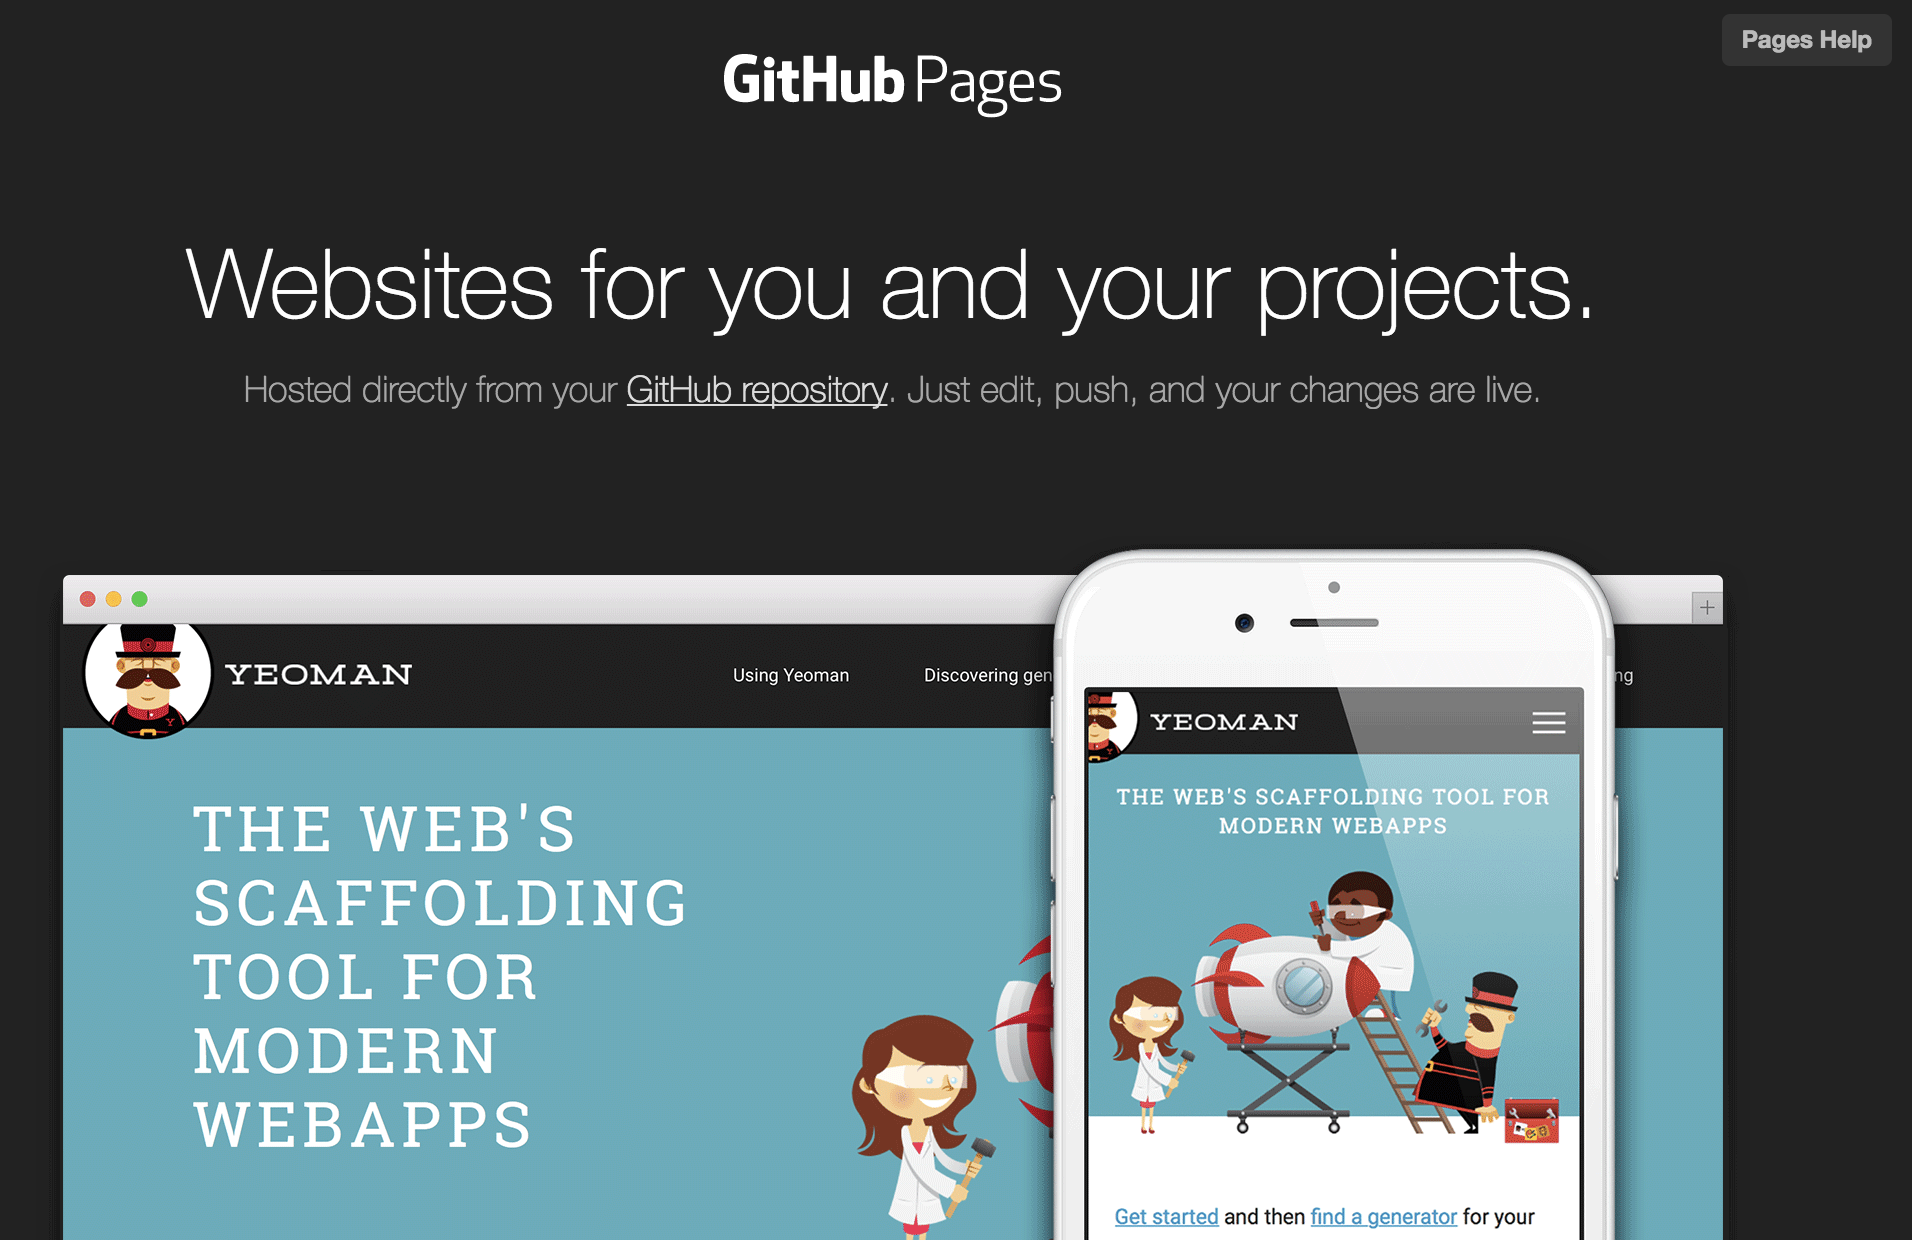 Pages Help
GitHub Pages
Websites for you and your projects.
Hosted directly from your GitHub repository. Just edit, push, and your changes are live.
YEOMAN
Using Yeoman
Discovering gen
ng
THE WEB'S
SCAFFOLDING
TOOL FOR
MODERN
WEBAPPS
YEOMAN
THE WEB'S SCAFFOLDING TOOL FOR
MODERN WEBAPPS
Get started and then find a generator for your